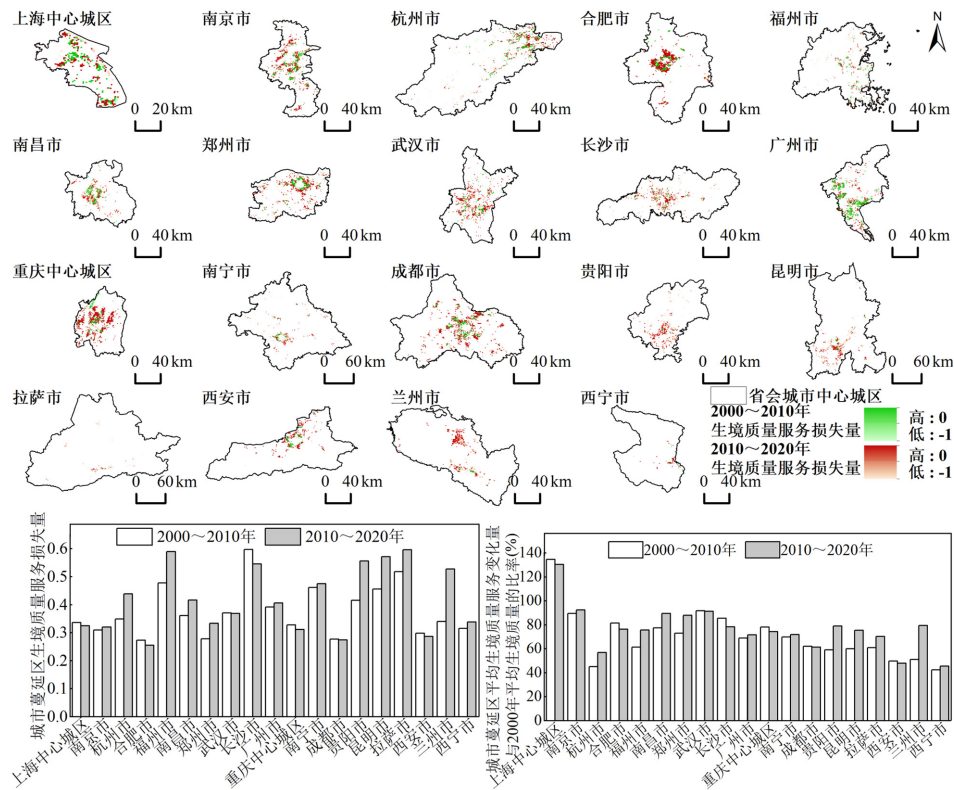 上海中心城区
南京市
杭州市
合肥市
福州市
N
0 20 km
0 40 km
0 40 km
0 40 km
0 40 km
南昌市
郑州市
武汉市
长沙市
广州市
0 40 km
0 40 km
0 40 km
0 40 km
0 40 km
重庆中心城区
南宁市
成都市
贵阳市
昆明市
0 40 km
0 60 km
0 40 km
0 40 km
0 40 km
拉萨市
西安市
兰州市
西宁市
0 60 km
0 40 km
0 40 km
0 40 km
省会城市中心城区
2000~2010年
生境质量服务损失量
高：0
低：-1
2010~2020年
生境质量服务损失量
高：0
低：-1
城市蔓延区生境质量服务损失量
2000～2010年
2010～2020年
0.6
0.5
0.4
0.3
0.2
0.1
0.0
上海中心城区
南京市
杭州市
合肥市
福州市
南昌市
郑州市
武汉市
长沙市
广州市
重庆中心城区
南宁市
成都市
贵阳市
昆明市
拉萨市
西安市
兰州市
西宁市
城市蔓延区平均生境质量服务变化量
与2000年平均生境质量的比率(%)
2000～2010年
2010～2020年
140
120
100
80
60
40
20
0
上海中心城区
南京市
杭州市
合肥市
福州市
南昌市
郑州市
武汉市
长沙市
广州市
重庆中心城区
南宁市
成都市
贵阳市
昆明市
拉萨市
西安市
兰州市
西宁市